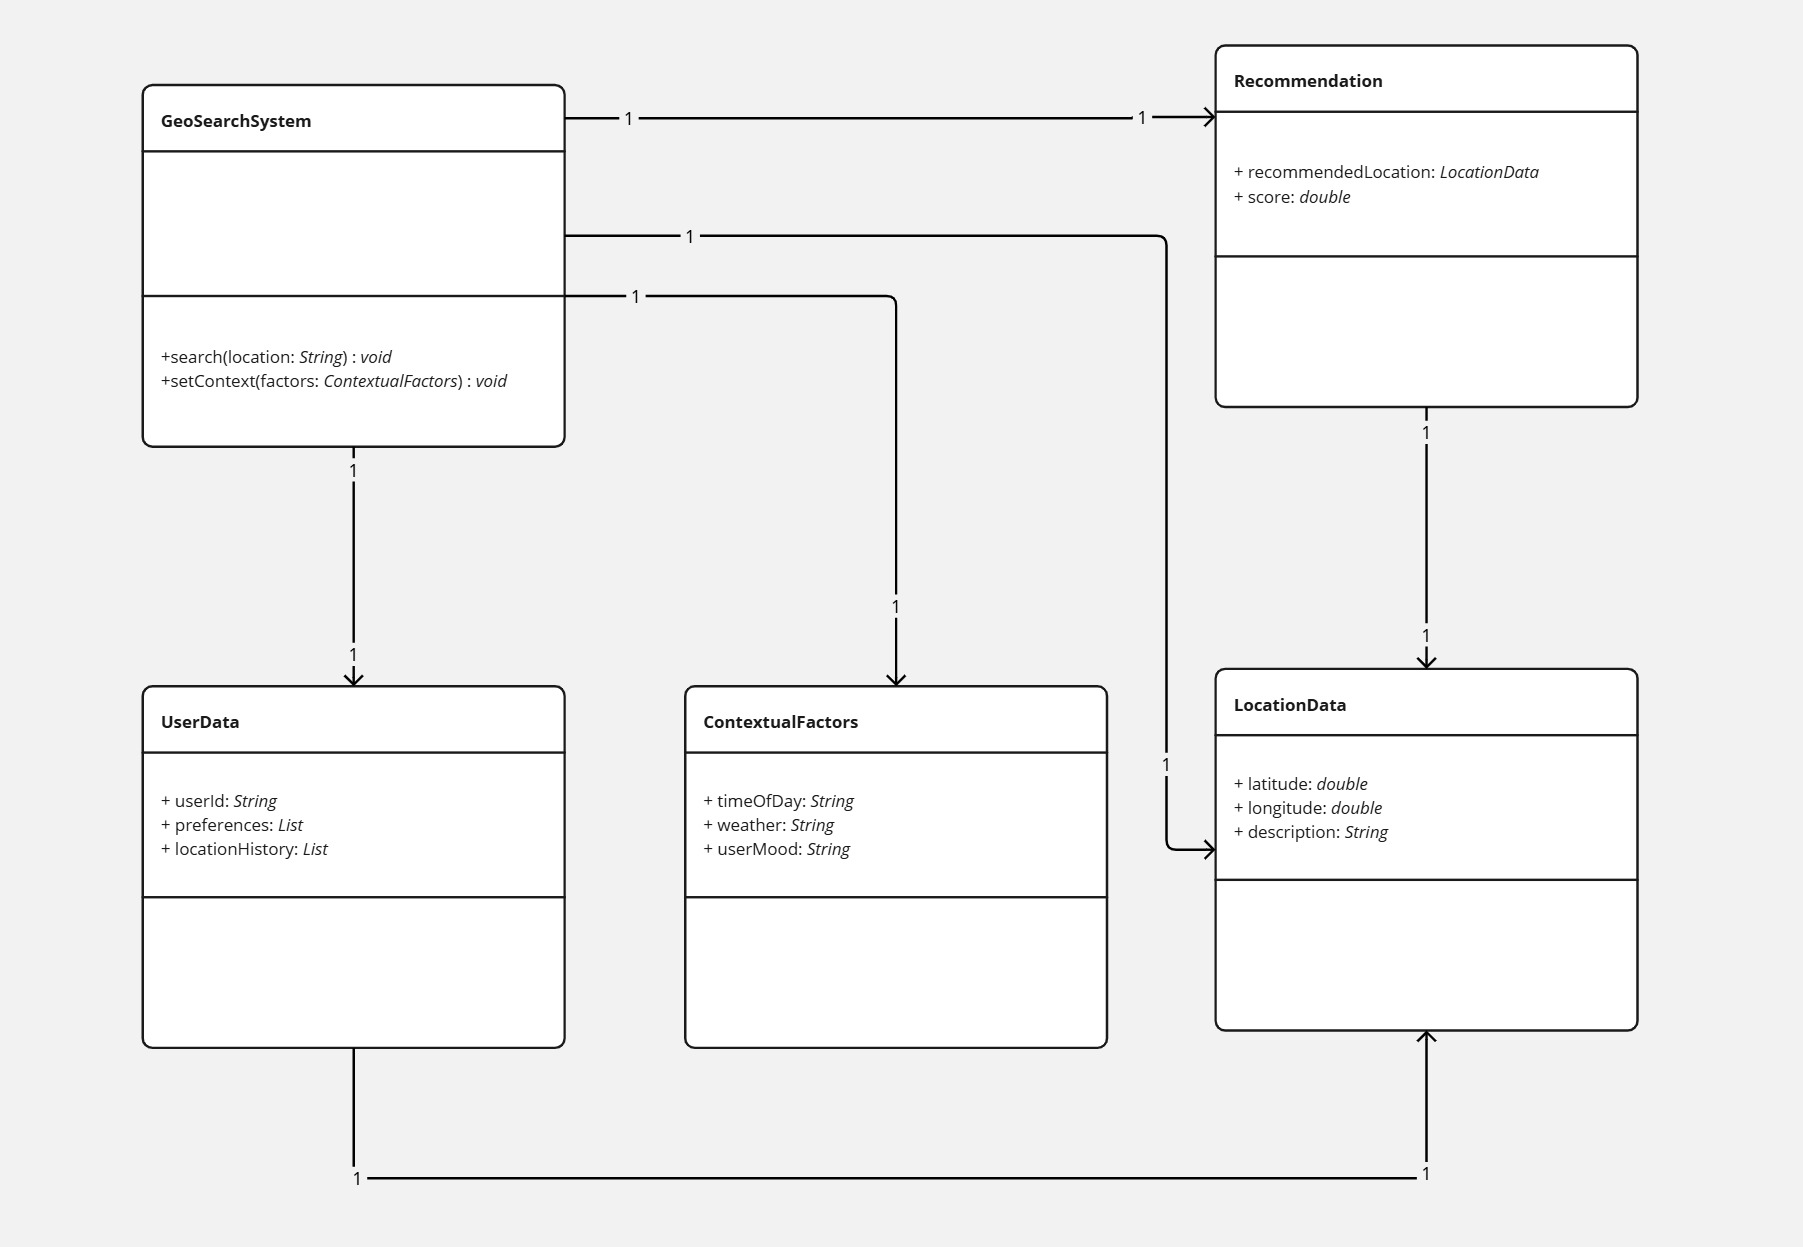 GeoSearchSystem
+search(location: String) : void
+setContext(factors: ContextualFactors) : void
1
1
Recommendation
+ recommendedLocation: LocationData
+ score: double
1
1
1
1
1
1
1
1
UserData
+ userId: String
+ preferences: List
+ locationHistory: List
ContextualFactors
+ timeOfDay: String
+ weather: String
+ userMood: String
LocationData
+ latitude: double
+ longitude: double
+ description: String
1
1